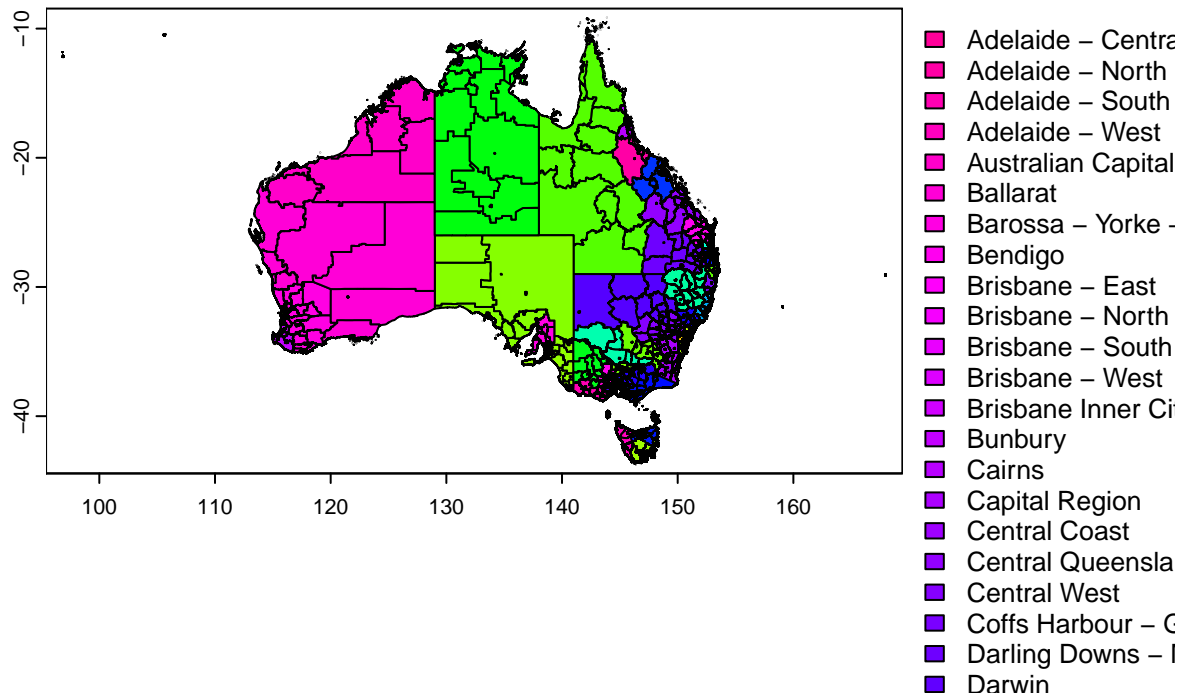 −10
−20
−30
−40
100 110 120 130 140 150 160
Adelaide − Centra
Adelaide − North
Adelaide − South
Adelaide − West
Australian Capital
Ballarat
Barossa − Yorke −
Bendigo
Brisbane − East
Brisbane − North
Brisbane − South
Brisbane − West
Brisbane Inner Cit
Bunbury
Cairns
Capital Region
Central Coast
Central Queensla
Central West
Coffs Harbour − G
Darling Downs −
Darwin